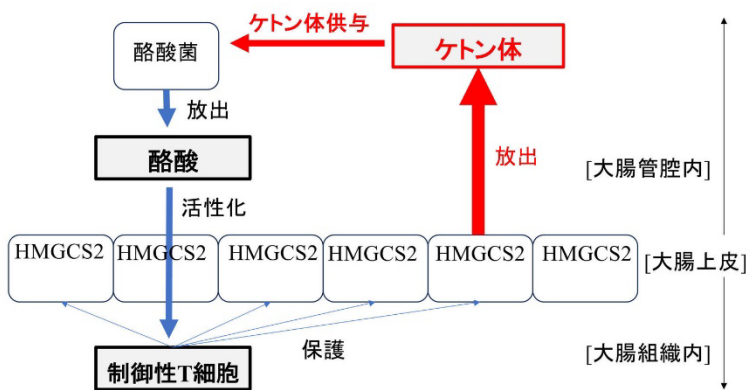 ケトン体供与
酪酸菌
ケトン体
放出
酪酸
放出
[大腸管腔内]
活性化
HMGCS2 HMGCS2 HMGCS2 HMGCS2 HMGCS2 HMGCS2
[大腸上皮]
保護
[大腸組織内]
制御性T細胞